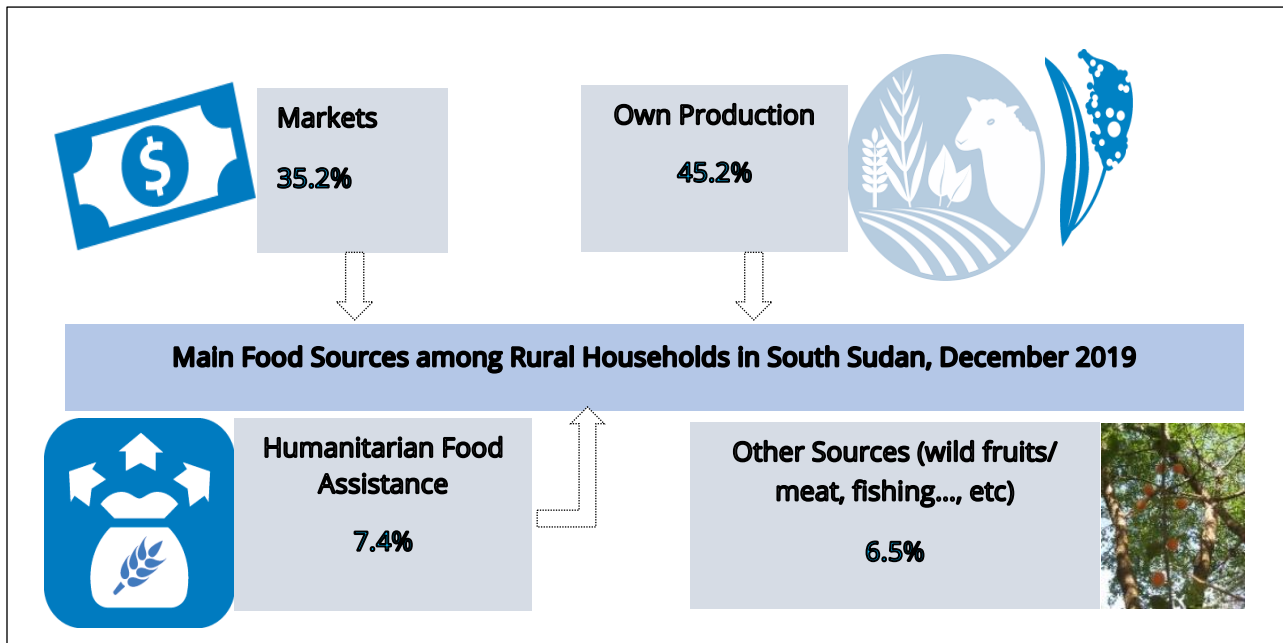 Markets
35.2%
Own Production
45.2%
$
Main Food Sources among Rural Households in South Sudan, December 2019
Humanitarian Food
Assistance
7.4%
Other Sources (wild fruits/
meat, fishing..., etc)
6.5%